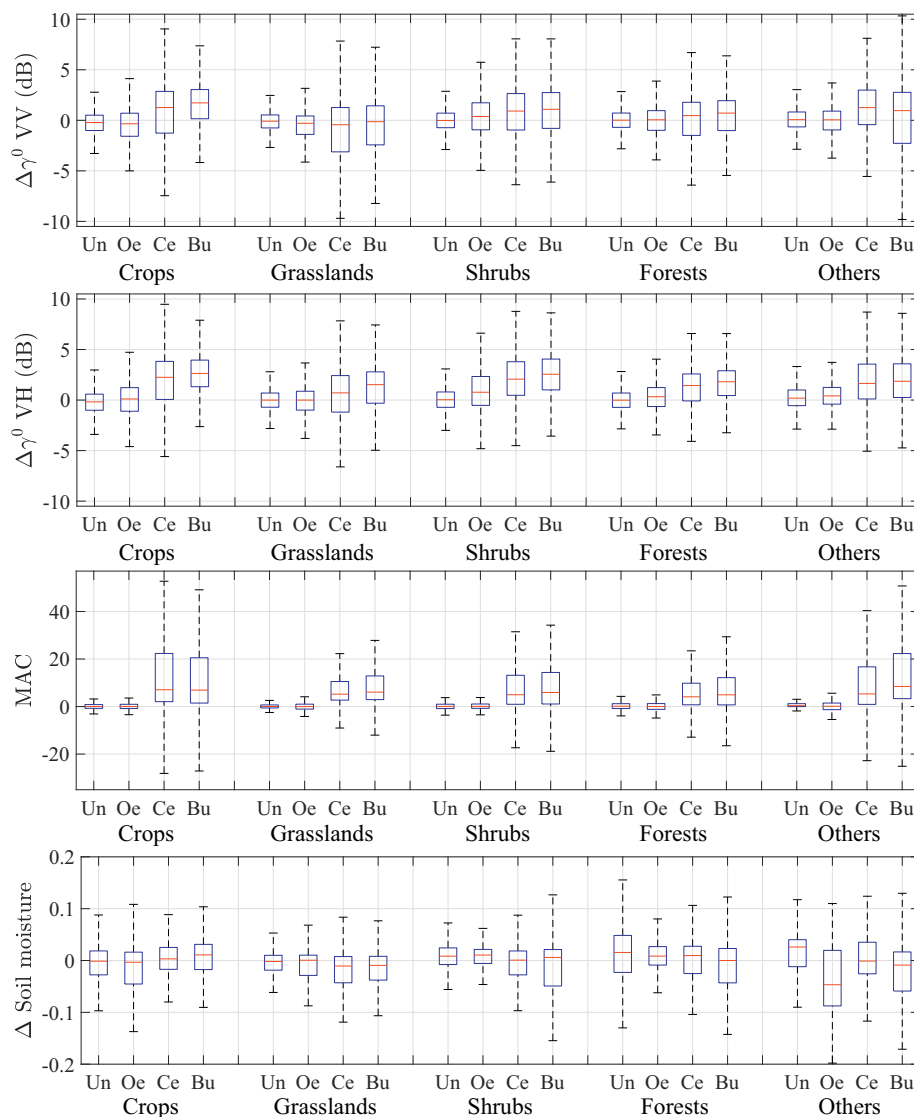 Δγ⁰ VV (dB)
10
5
0
-5
-10
Un Oe Ce Bu Un Oe Ce Bu Un Oe Ce Bu Un Oe Ce Bu Un Oe Ce Bu
Crops Grasslands Shrubs Forests Others
Δγ⁰ VH (dB)
10
5
0
-5
-10
Un Oe Ce Bu Un Oe Ce Bu Un Oe Ce Bu Un Oe Ce Bu Un Oe Ce Bu
Crops Grasslands Shrubs Forests Others
MAC
40
20
0
-20
Un Oe Ce Bu Un Oe Ce Bu Un Oe Ce Bu Un Oe Ce Bu Un Oe Ce Bu
Crops Grasslands Shrubs Forests Others
Δ Soil moisture
0.2
0.1
0
-0.1
-0.2
Un Oe Ce Bu Un Oe Ce Bu Un Oe Ce Bu Un Oe Ce Bu Un Oe Ce Bu
Crops Grasslands Shrubs Forests Others